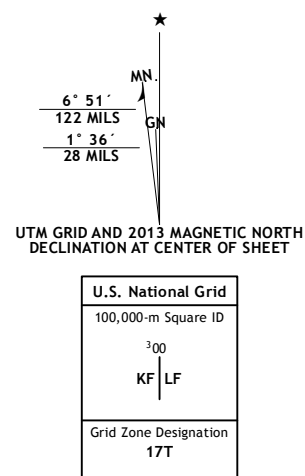 ★
MN.
6° 51´
122 MILS
GN
1° 36´
28 MILS
UTM GRID AND 2013 MAGNETIC NORTH
DECLINATION AT CENTER OF SHEET
U.S. National Grid
100,000-m Square ID
³00
KF LF
Grid Zone Designation
17T